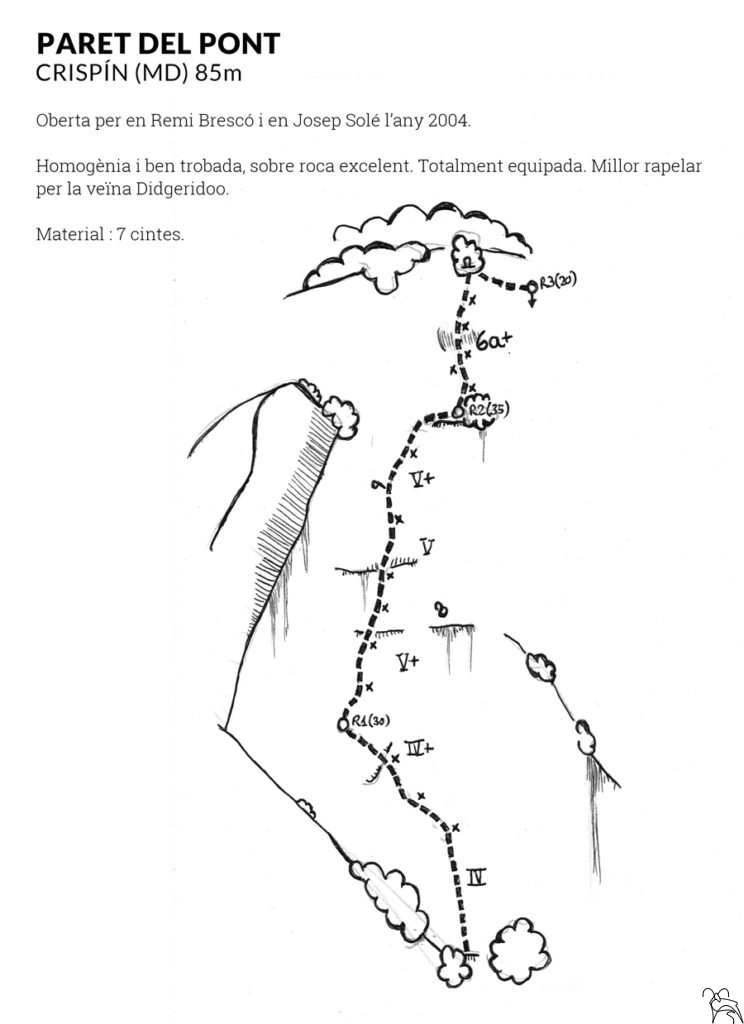 PARET DEL PONT
CRISPÍN (MD) 85m
Oberta per en Remi Brescó i en Josep Solé l’any 2004.
Homogènia i ben trobada, sobre roca excelent. Totalment equipada. Millor rapelar
per la veïna Didgeridoo.
Material : 7 cintes.
R3(20)
6a+
R2(35)
V+
V
V+
R1(30)
IV+
IV